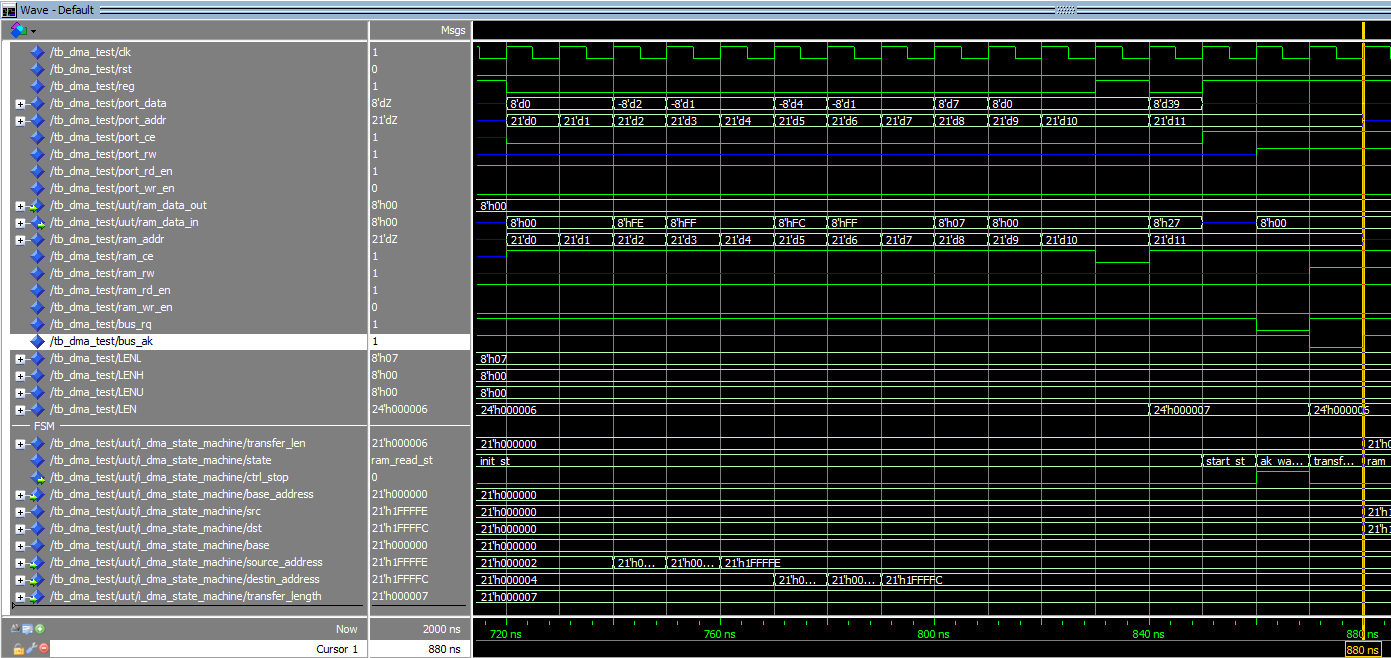 Wave - Default
Msgs
/tb_dma_test/clk 1
/tb_dma_test/rst 0
/tb_dma_test/reg 1
/tb_dma_test/port_data 8'dZ 8'd0 -8'd2 -8'd1 -8'd4 -8'd1 8'd7 8'd0 8'd39
/tb_dma_test/port_addr 21'dZ 21'd0 21'd1 21'd2 21'd3 21'd4 21'd5 21'd6 21'd7 21'd8 21'd9 21'd10 21'd11
/tb_dma_test/port_ce 1
/tb_dma_test/port_rw 1
/tb_dma_test/port_rd_en 1
/tb_dma_test/port_wr_en 0
/tb_dma_test/uut/ram_data_out 8'h00 8'h00
/tb_dma_test/uut/ram_data_in 8'h00 8'h00 8'hFE 8'hFF 8'hFC 8'hFF 8'h07 8'h00 8'h27 8'h00
/tb_dma_test/ram_addr 21'dZ 21'd0 21'd1 21'd2 21'd3 21'd4 21'd5 21'd6 21'd7 21'd8 21'd9 21'd10 21'd11
/tb_dma_test/ram_ce 1
/tb_dma_test/ram_rw 1
/tb_dma_test/ram_rd_en 1
/tb_dma_test/ram_wr_en 0
/tb_dma_test/bus_rq 1
/tb_dma_test/bus_ak 1
/tb_dma_test/LENL 8'h07 8'h07
/tb_dma_test/LENH 8'h00 8'h00
/tb_dma_test/LENU 8'h00 8'h00
/tb_dma_test/LEN 24'h000006 24'h000006 24'h000007 24'h000006
FSM
/tb_dma_test/uut/i_dma_state_machine/transfer_len 21'h000006 21'h000000 21'h0
/tb_dma_test/uut/i_dma_state_machine/state ram_read_st init_st start_st ak_wa... transf... ram
/tb_dma_test/uut/i_dma_state_machine/ctrl_stop 0
/tb_dma_test/uut/i_dma_state_machine/base_address 21'h000000 21'h000000
/tb_dma_test/uut/i_dma_state_machine/src 21'h1FFFFE 21'h000000 21'h1
/tb_dma_test/uut/i_dma_state_machine/dst 21'h1FFFFC 21'h000000 21'h1
/tb_dma_test/uut/i_dma_state_machine/base 21'h000000 21'h000000
/tb_dma_test/uut/i_dma_state_machine/source_address 21'h1FFFFE 21'h000002 21'h0... 21'h00... 21'h1FFFFE
/tb_dma_test/uut/i_dma_state_machine/destin_address 21'h1FFFFC 21'h000004 21'h0... 21'h00... 21'h1FFFFC
/tb_dma_test/uut/i_dma_state_machine/transfer_length 21'h000007 21'h000007
Now 2000 ns 720 ns 760 ns 800 ns 840 ns 880 ns
Cursor 1 880 ns 880 ns